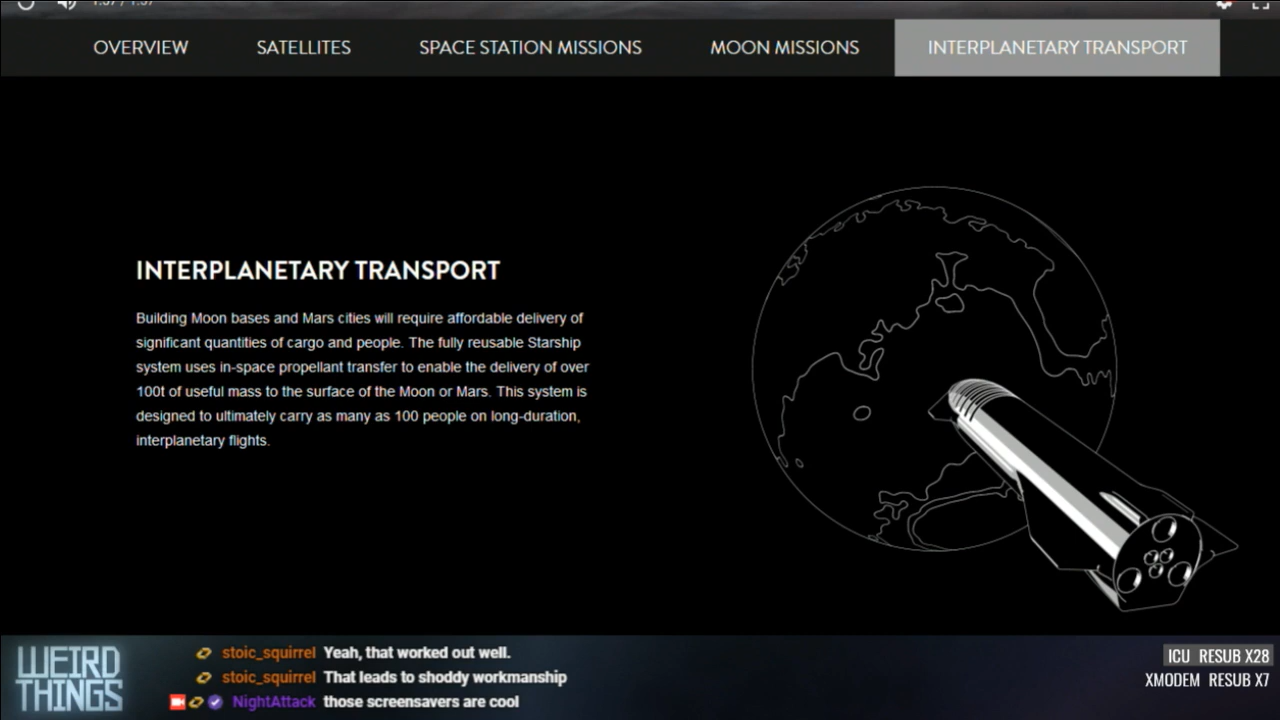 OVERVIEW
SATELLITES
SPACE STATION MISSIONS
MOON MISSIONS
INTERPLANETARY TRANSPORT
INTERPLANETARY TRANSPORT
Building Moon bases and Mars cities will require affordable delivery of
significant quantities of cargo and people. The fully reusable Starship
system uses in-space propellant transfer to enable the delivery of over
100t of useful mass to the surface of the Moon or Mars. This system is
designed to ultimately carry as many as 100 people on long-duration,
interplanetary flights.
WEIRD
THINGS
stoic_squirrel Yeah, that worked out well.
stoic_squirrel That leads to shoddy workmanship
NightAttack those screensavers are cool
ICU RESUB X28
XMODEM RESUB X7